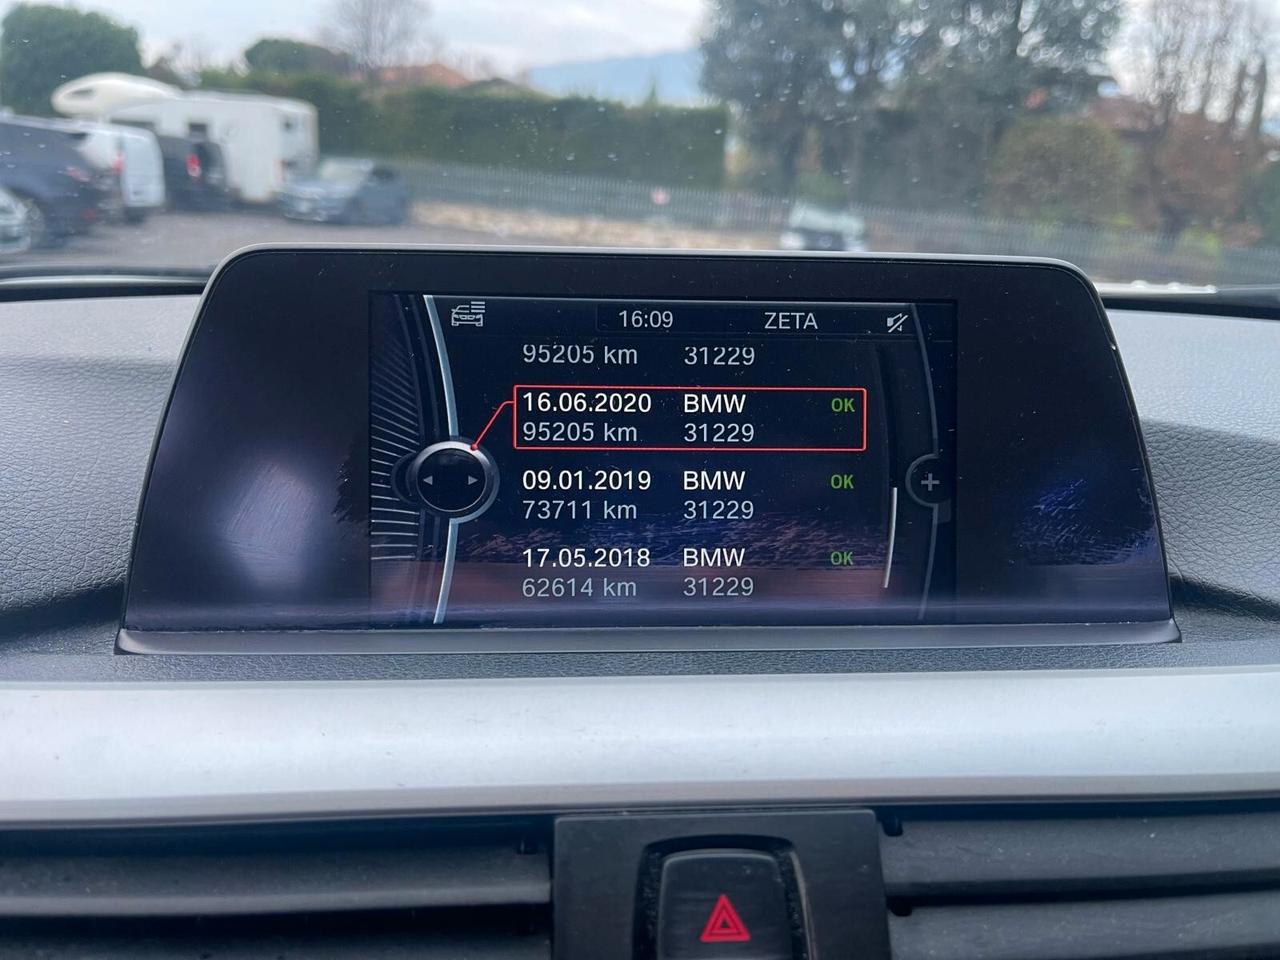 16:09 ZETA
95205 km 31229
16.06.2020 BMW OK
95205 km 31229
09.01.2019 BMW OK
73711 km 31229
17.05.2018 BMW OK
62614 km 31229